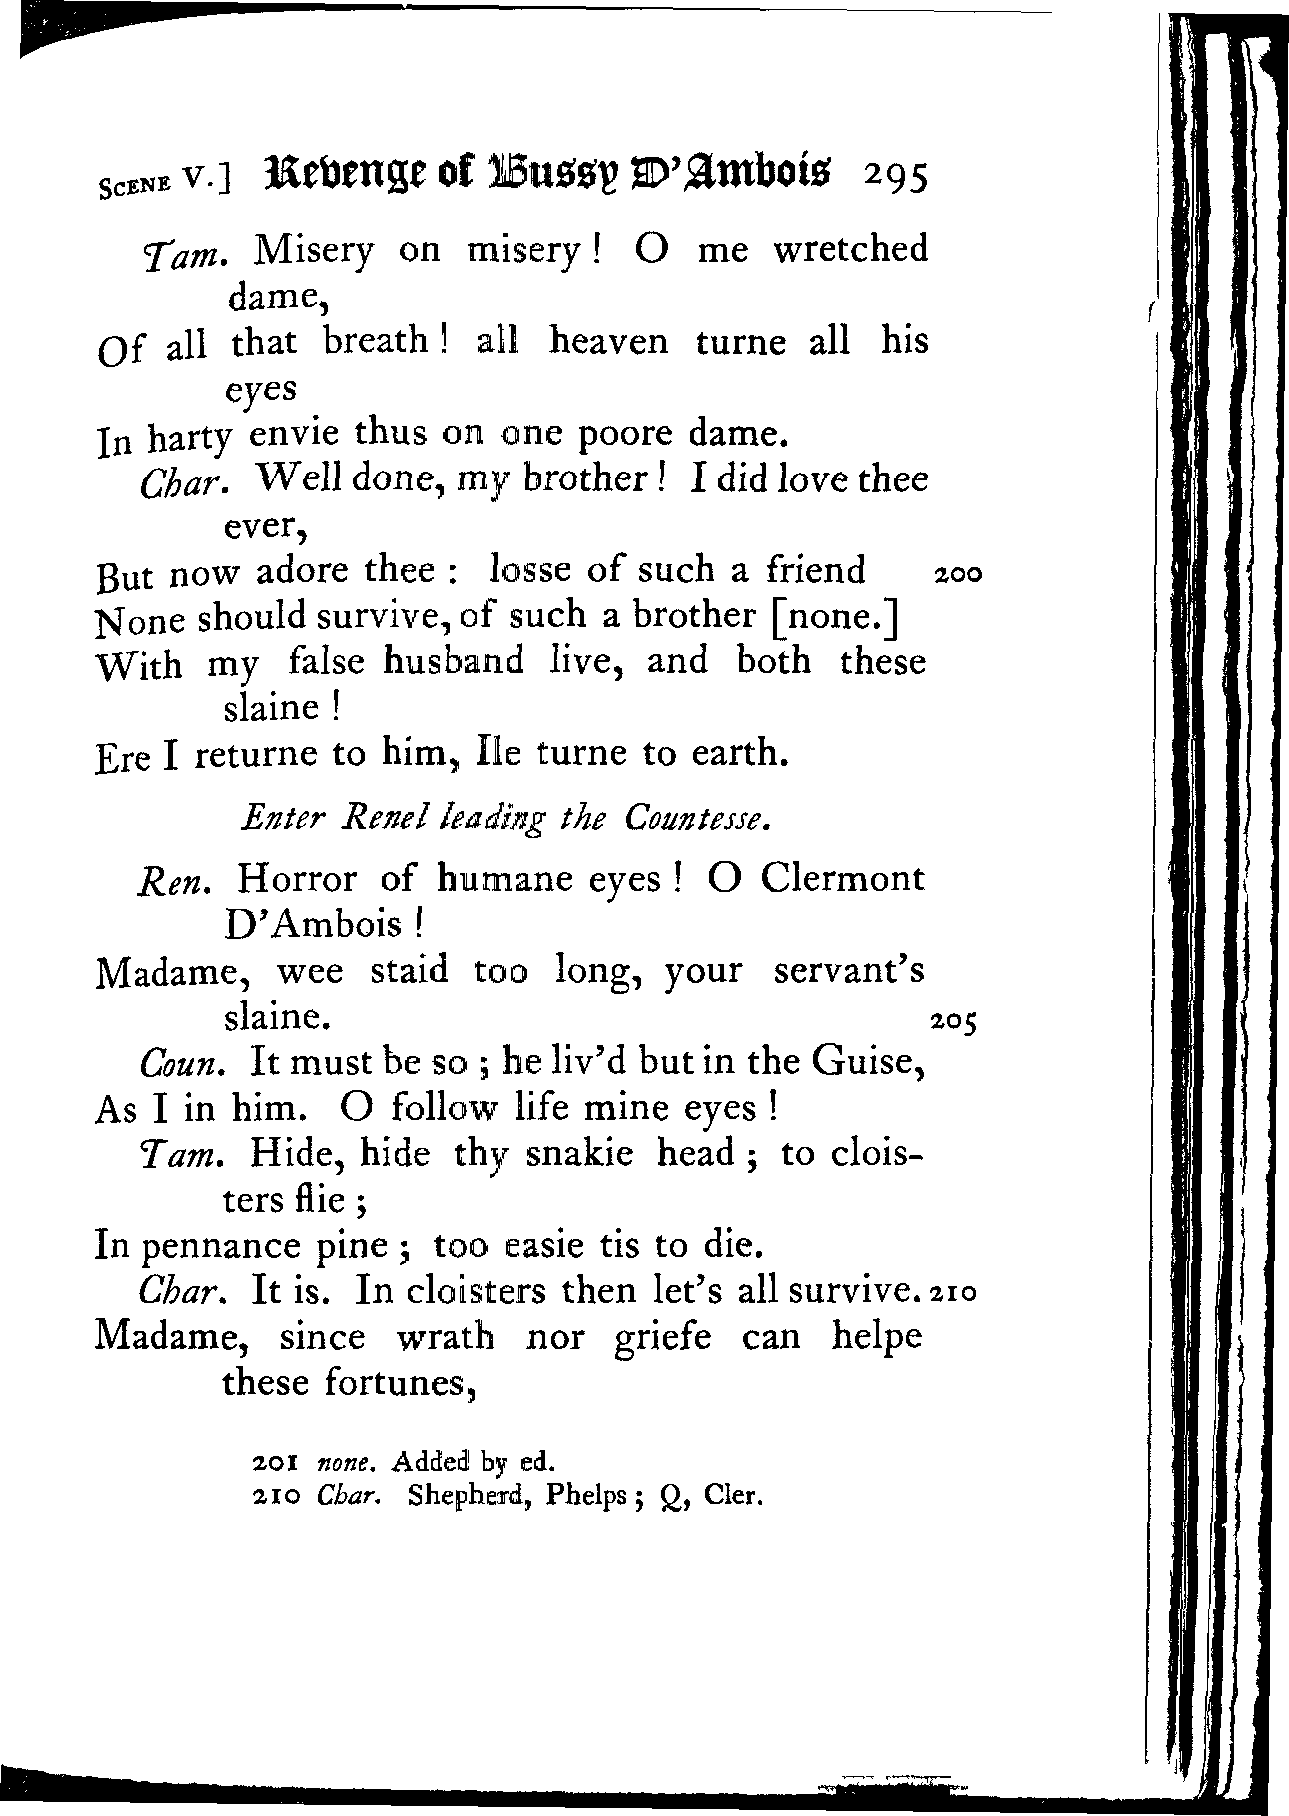 SCENE V.] Revenge of Bussy D'Ambois 295
Tam. Misery on misery ! O me wretched
dame,
Of all that breath ! all heaven turne all his
eyes
In harty envie thus on one poore dame.
Char. Well done, my brother ! I did love thee
ever,
But now adore thee : losse of such a friend 200
None should survive, of such a brother [none.]
With my false husband live, and both these
slaine !
Ere I returne to him, Ile turne to earth.
Enter Renel leading the Countesse.
Ren. Horror of humane eyes ! O Clermont
D'Ambois !
Madame, wee staid too long, your servant's
slaine. 205
Coun. It must be so ; he liv'd but in the Guise,
As I in him. O follow life mine eyes !
Tam. Hide, hide thy snakie head ; to clois-
ters flie ;
In pennance pine ; too easie tis to die.
Char. It is. In cloisters then let's all survive. 210
Madame, since wrath nor griefe can helpe
these fortunes,
201 none. Added by ed.
210 Char. Shepherd, Phelps ; Q, Cler.